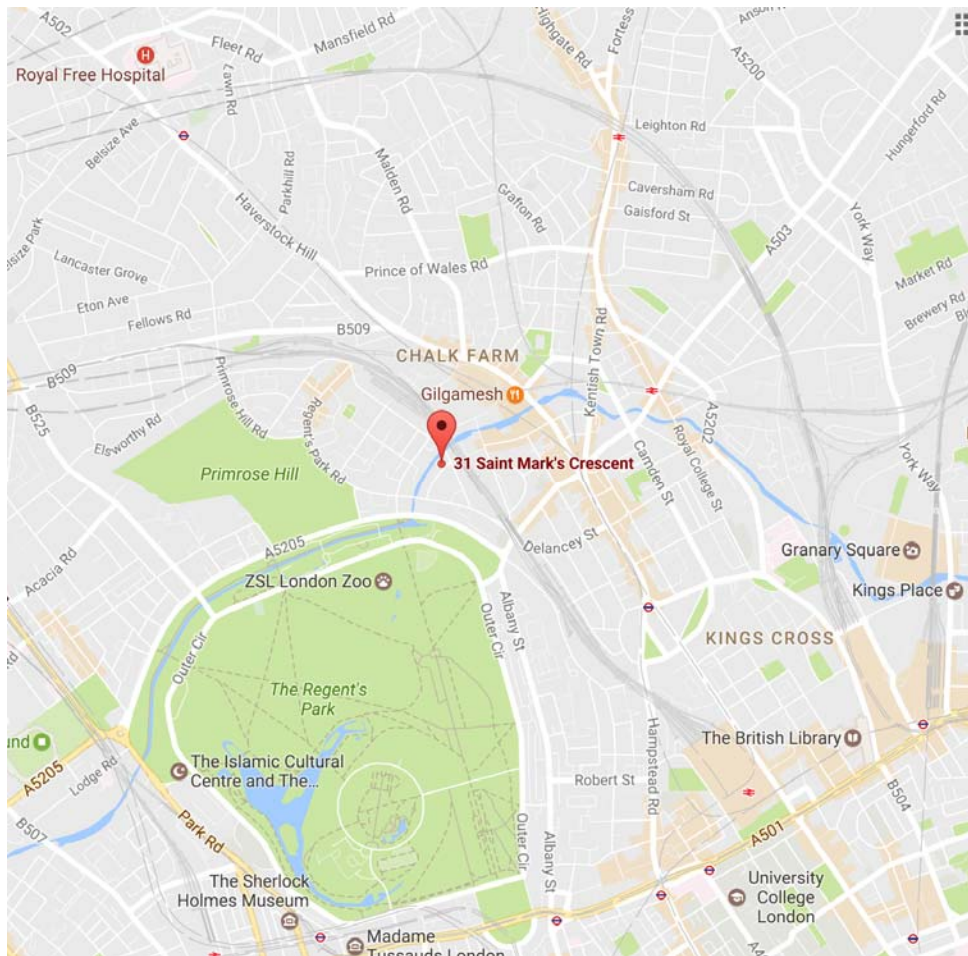 A502
Fleet Rd
Mansfield Rd
Highgate Rd
Fortess
Anson
A5200
Royal Free Hospital
H
Lawn Rd
Leighton Rd
Hungerford Rd
Belsize Ave
Parkhill Rd
Malden Rd
Grafton Rd
Caversham Rd
Gaisford St
Haverstock Hill
A503
York Way
Lancaster Grove
Prince of Wales Rd
Market Rd
Eton Ave
Fellows Rd
Brewery Rd
B509
Kentish Town Rd
CHALK FARM
B509
Gilgamesh
B525
Primrose Hill Rd
Regent's Park Rd
A5202
Elsworthy Rd
31 Saint Mark's Crescent
Camden St
Royal College St
York Way
Primrose Hill
Delancey St
A5205
Granary Square
Acacia Rd
ZSL London Zoo
Kings Place
Albany St
Outer Cir
Outer Cir
KINGS CROSS
The Regent's
Park
Hampstead Rd
The British Library
und
A5205
Lodge Rd
The Islamic Cultural
Centre and The...
Robert St
B504
B507
Park Rd
A501
Outer Cir
Albany St
The Sherlock
Holmes Museum
University
College
London
Madame
Tussauds London